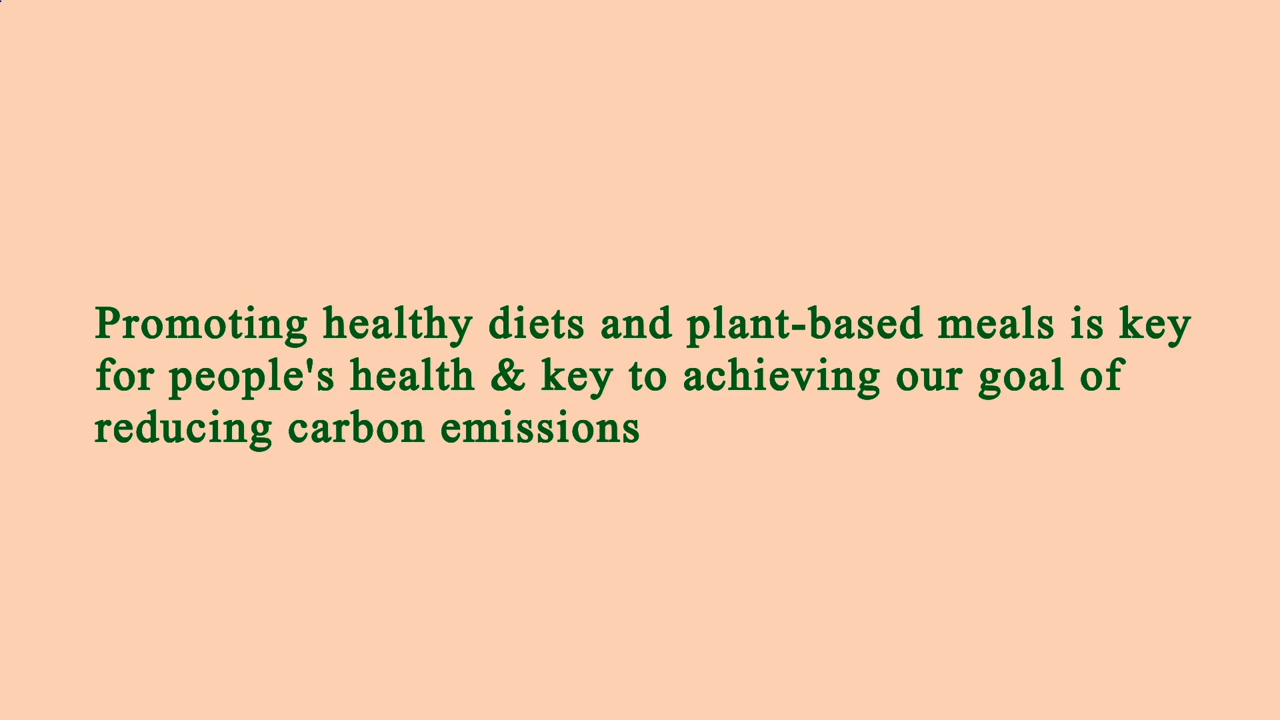 Promoting healthy diets and plant-based meals is key
for people's health & key to achieving our goal of
reducing carbon emissions